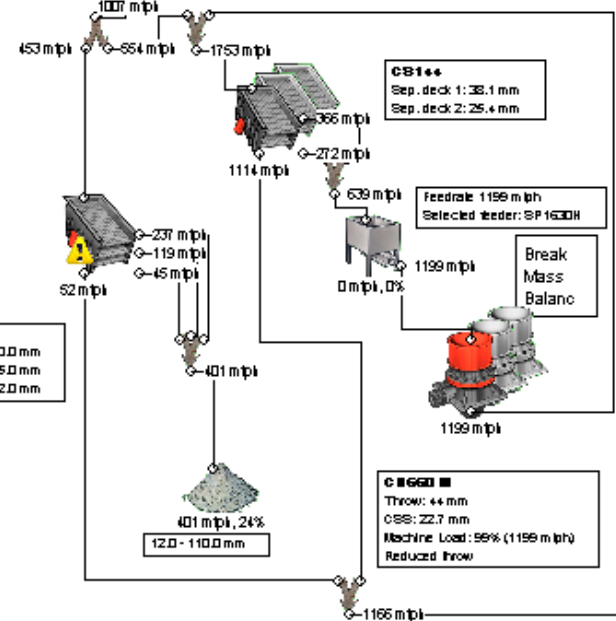 1007 mtph
453 mtph
554 mtph
1753 mtph
CS144
Sep. deck 1: 38.1 mm
Sep. deck 2: 25.4 mm
366 mtph
272 mtph
1114 mtph
639 mtph
Feedrate 1199 mtph
Selected feeder: SP1630H
237 mtph
119 mtph
45 mtph
52 mtph
1199 mtph
0 mtph, 0%
Break
Mass
Balanc
0.0 mm
5.0 mm
2.0 mm
401 mtph
1199 mtph
401 mtph, 24%
12.0 - 110.0 mm
Throw: 44 mm
CSS: 22.7 mm
Machine Load: 99% (1199 mtph)
Reduced throw
1166 mtph